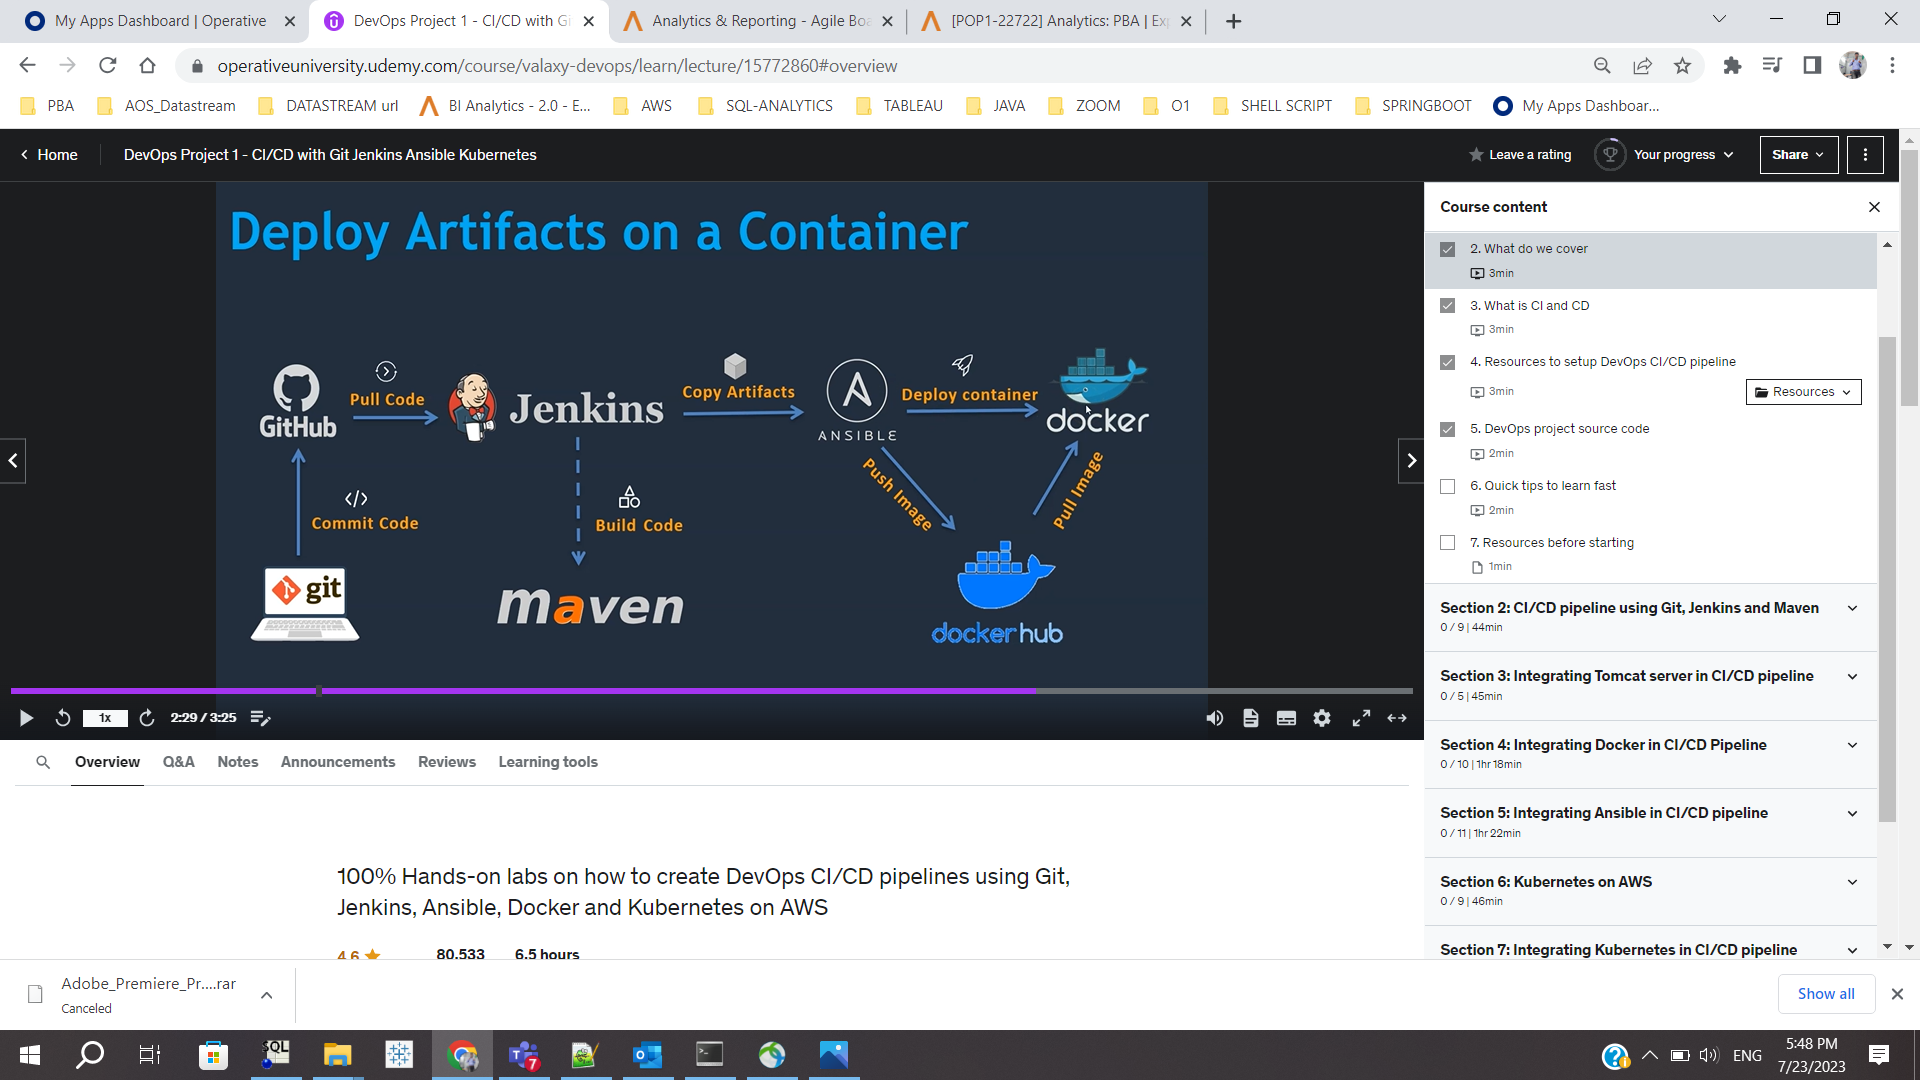 My Apps Dashboard | Operative
DevOps Project 1 - CI/CD with Gi
Analytics & Reporting - Agile Boa
[POP1-22722] Analytics: PBA | Exp
operativeuniversity.udemy.com/course/valaxy-devops/learn/lecture/15772860#overview
PBA
AOS_Datastream
DATASTREAM url
BI Analytics - 2.0 - E...
AWS
SQL-ANALYTICS
TABLEAU
JAVA
ZOOM
O1
SHELL SCRIPT
SPRINGBOOT
My Apps Dashboar...
Home
DevOps Project 1 - CI/CD with Git Jenkins Ansible Kubernetes
Leave a rating
Your progress
Share
Deploy Artifacts on a Container
GitHub
Pull Code
Jenkins
Copy Artifacts
ANSIBLE
Deploy container
docker
Commit Code
Build Code
Push Image
Pull Image
git
maven
dockerhub
1x
2:29 / 3:25
Course content
2. What do we cover
3min
3. What is CI and CD
3min
4. Resources to setup DevOps CI/CD pipeline
3min
Resources
5. DevOps project source code
2min
6. Quick tips to learn fast
2min
7. Resources before starting
1min
Section 2: CI/CD pipeline using Git, Jenkins and Maven
0 / 9 | 44min
Section 3: Integrating Tomcat server in CI/CD pipeline
0 / 5 | 45min
Section 4: Integrating Docker in CI/CD Pipeline
0 / 10 | 1hr 18min
Section 5: Integrating Ansible in CI/CD pipeline
0 / 11 | 1hr 22min
Section 6: Kubernetes on AWS
0 / 9 | 46min
Section 7: Integrating Kubernetes in CI/CD pipeline
Overview
Q&A
Notes
Announcements
Reviews
Learning tools
100% Hands-on labs on how to create DevOps CI/CD pipelines using Git,
Jenkins, Ansible, Docker and Kubernetes on AWS
4.6
80,533
6.5 hours
Adobe_Premiere_Pr....rar
Canceled
Show all
SQL
7
ENG
5:48 PM
7/23/2023